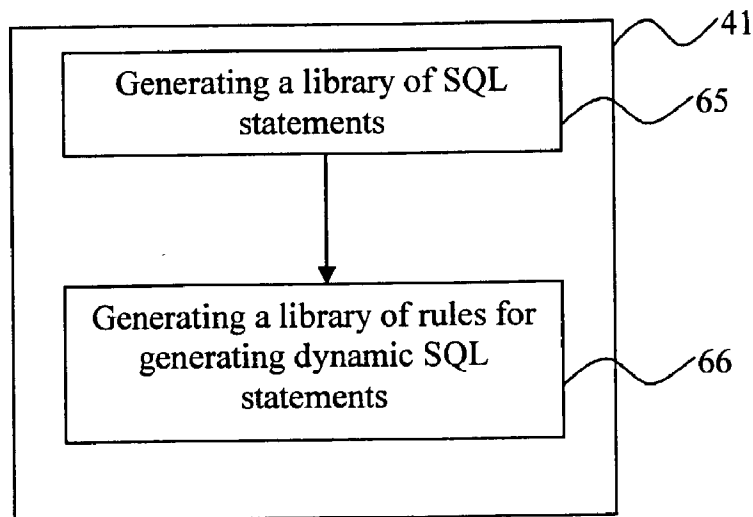 41
Generating a library of SQL
statements
65
Generating a library of rules for
generating dynamic SQL
statements
66